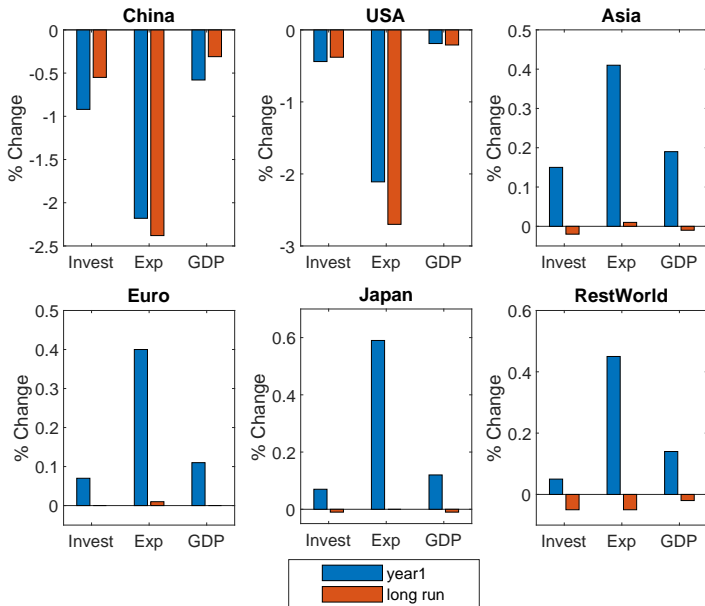 China
USA
Asia
% Change
0
-0.5
-1
-1.5
-2
-2.5
Invest
Exp
GDP
% Change
0
-1
-2
-3
Invest
Exp
GDP
% Change
0.5
0.4
0.3
0.2
0.1
0
Invest
Exp
GDP
Euro
Japan
RestWorld
% Change
0.5
0.4
0.3
0.2
0.1
0
Invest
Exp
GDP
% Change
0.6
0.4
0.2
0
Invest
Exp
GDP
% Change
0.6
0.4
0.2
0
Invest
Exp
GDP
year1
long run